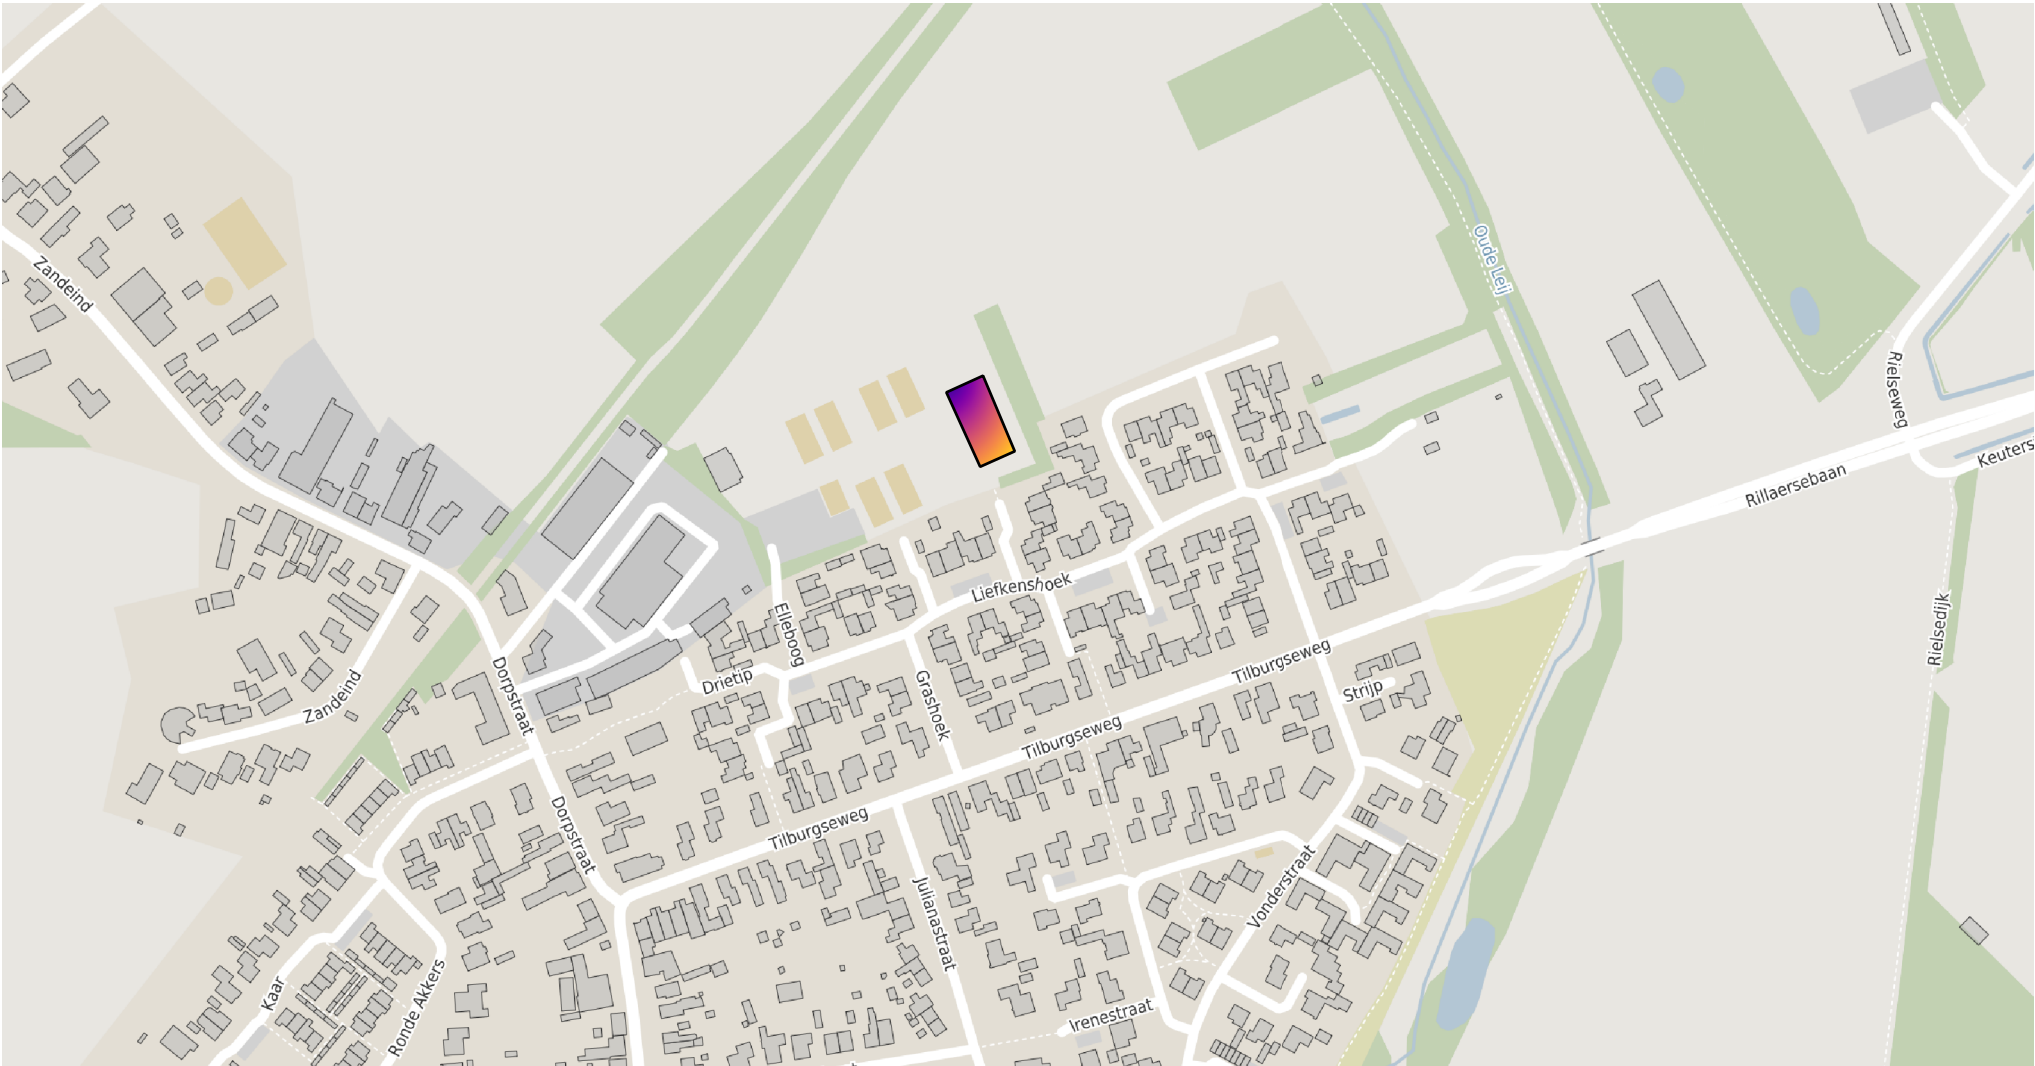 Zandeind
Oude Leij
Rielseweg
Keuters
Rillaersebaan
Liefkenshoek
Elleboog
Rielsedijk
Tilburgseweg
Dorpstraat
Drietip
Grashoek
Strijp
Zandeind
Tilburgseweg
Dorpstraat
Tilburgseweg
Vonderstraat
Julianastraat
Kaar
Ronde Akkers
Irenestraat